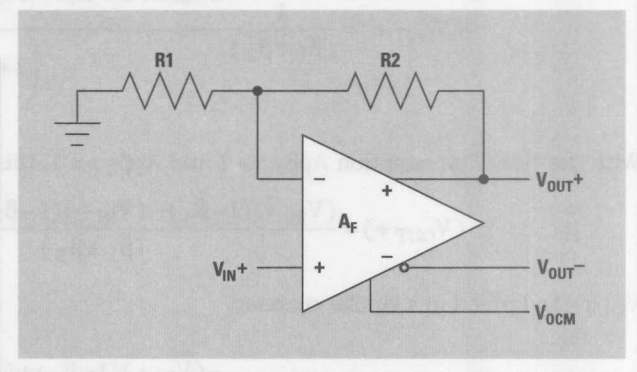 R1
R2
−
+
V_OUT+
A_F
−
V_OUT−
V_IN+
+
V_OCM